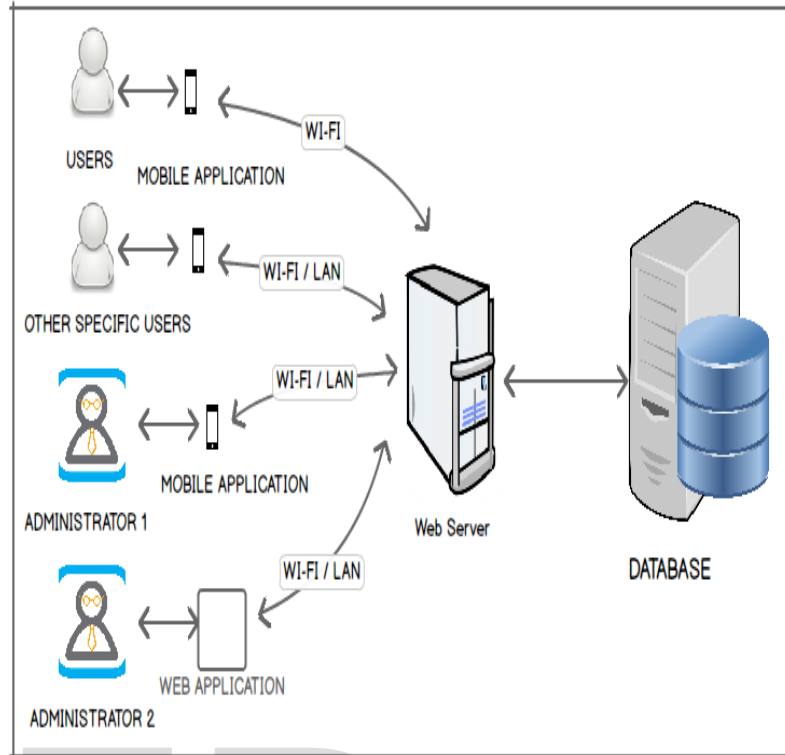 WI-FI
USERS
MOBILE APPLICATION
WI-FI / LAN
OTHER SPECIFIC USERS
WI-FI / LAN
MOBILE APPLICATION
ADMINISTRATOR 1
Web Server
WI-FI / LAN
DATABASE
WEB APPLICATION
ADMINISTRATOR 2